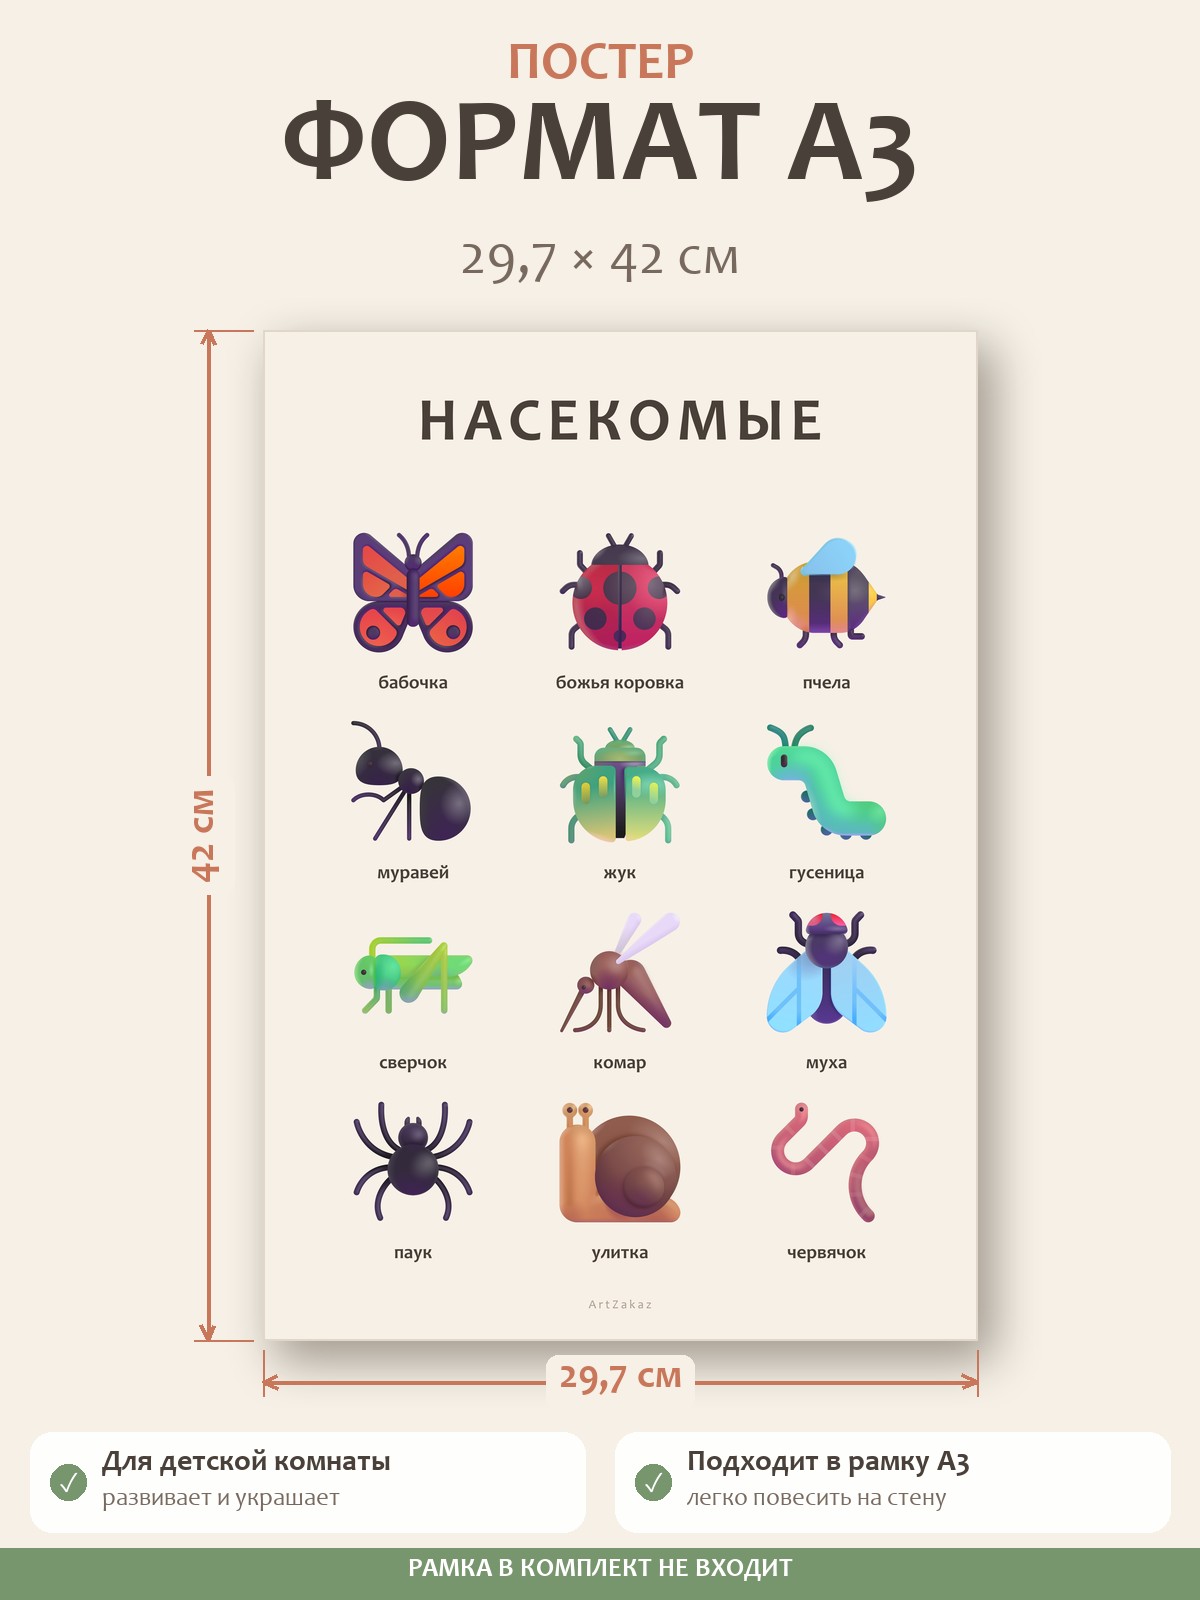 ПОСТЕР
ФОРМАТ А3
29,7 × 42 см
НАСЕКОМЫЕ
бабочка
божья коровка
пчела
муравей
жук
гусеница
42 см
сверчок
комар
муха
паук
улитка
червячок
ArtZakaz
29,7 см
Для детской комнаты
развивает и украшает
Подходит в рамку А3
легко повесить на стену
РАМКА В КОМПЛЕКТ НЕ ВХОДИТ